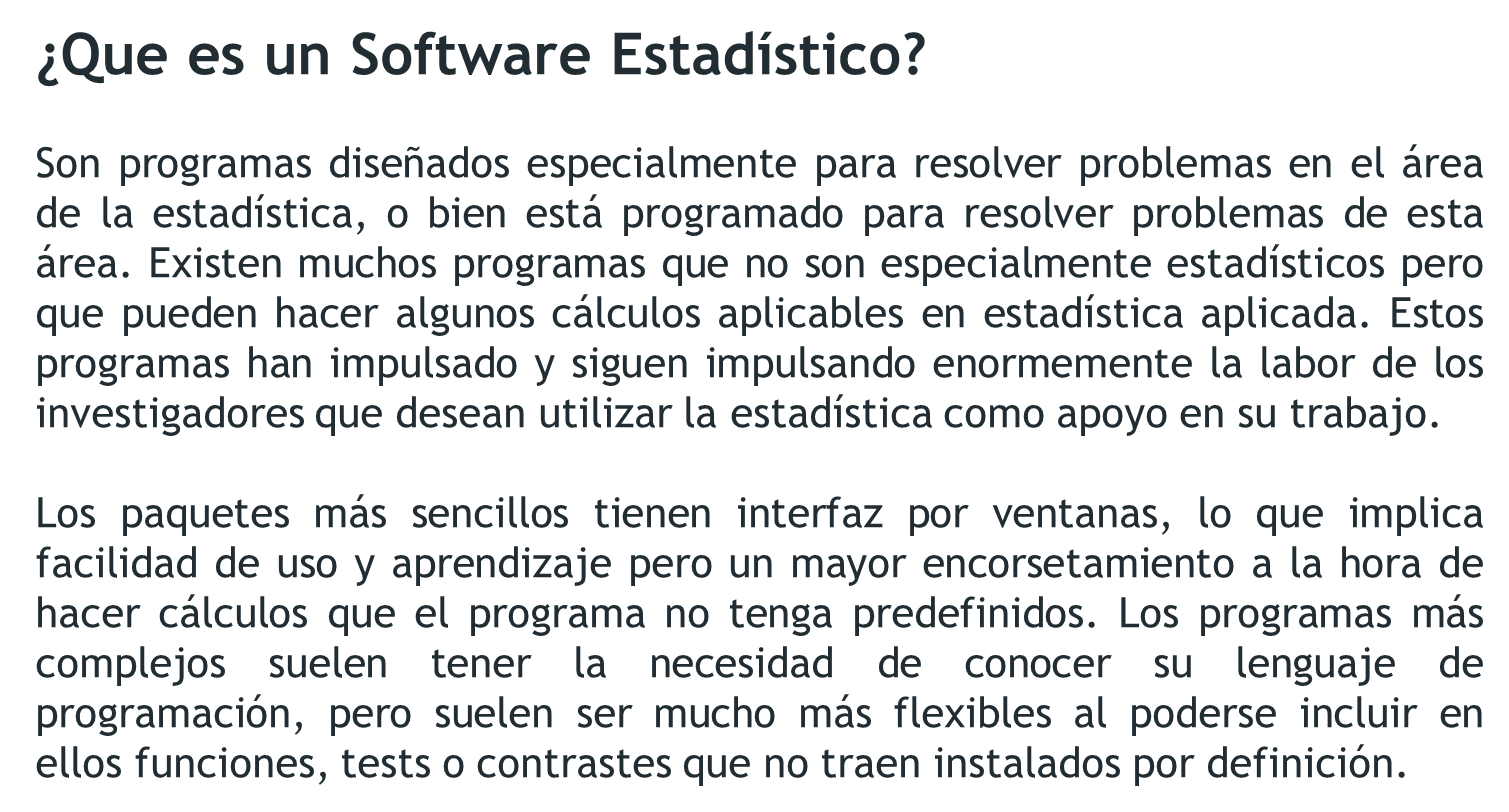 ¿Que es un Software Estadístico?
Son programas diseñados especialmente para resolver problemas en el área
de la estadística, o bien está programado para resolver problemas de esta
área. Existen muchos programas que no son especialmente estadísticos pero
que pueden hacer algunos cálculos aplicables en estadística aplicada. Estos
programas han impulsado y siguen impulsando enormemente la labor de los
investigadores que desean utilizar la estadística como apoyo en su trabajo.
Los paquetes más sencillos tienen interfaz por ventanas, lo que implica
facilidad de uso y aprendizaje pero un mayor encorsetamiento a la hora de
hacer cálculos que el programa no tenga predefinidos. Los programas más
complejos suelen tener la necesidad de conocer su lenguaje de
programación, pero suelen ser mucho más flexibles al poderse incluir en
ellos funciones, tests o contrastes que no traen instalados por definición.